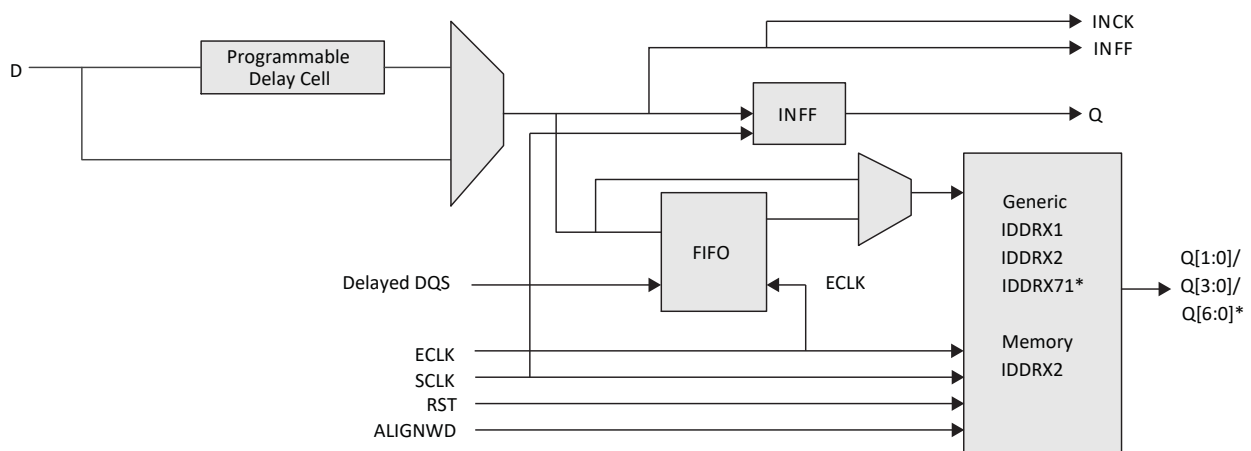 INCK
INFF
D
Programmable
Delay Cell
INFF
Q
Generic
IDDRX1
IDDRX2
IDDRX71*
Memory
IDDRX2
FIFO
Delayed DQS
ECLK
Q[1:0]/
Q[3:0]/
Q[6:0]*
ECLK
SCLK
RST
ALIGNWD